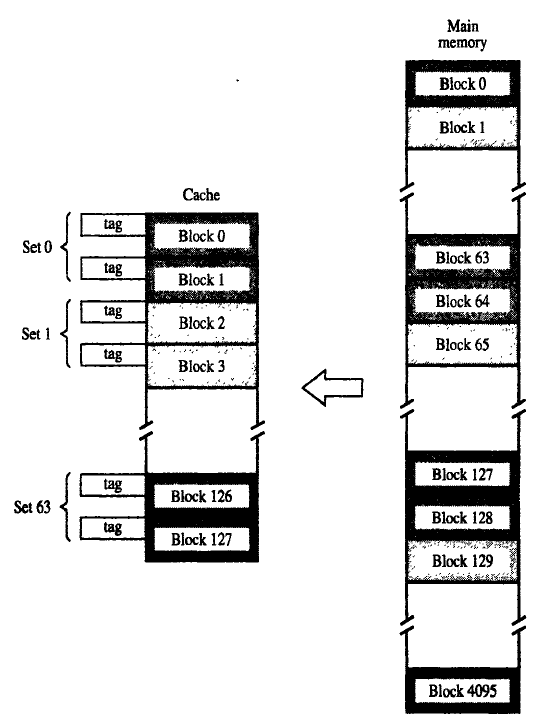 Main
memory
Block 0
Block 1
Cache
Set 0
tag
Block 0
tag
Block 1
Set 1
tag
Block 2
tag
Block 3
Block 63
Block 64
Block 65
Set 63
tag
Block 126
tag
Block 127
Block 127
Block 128
Block 129
Block 4095